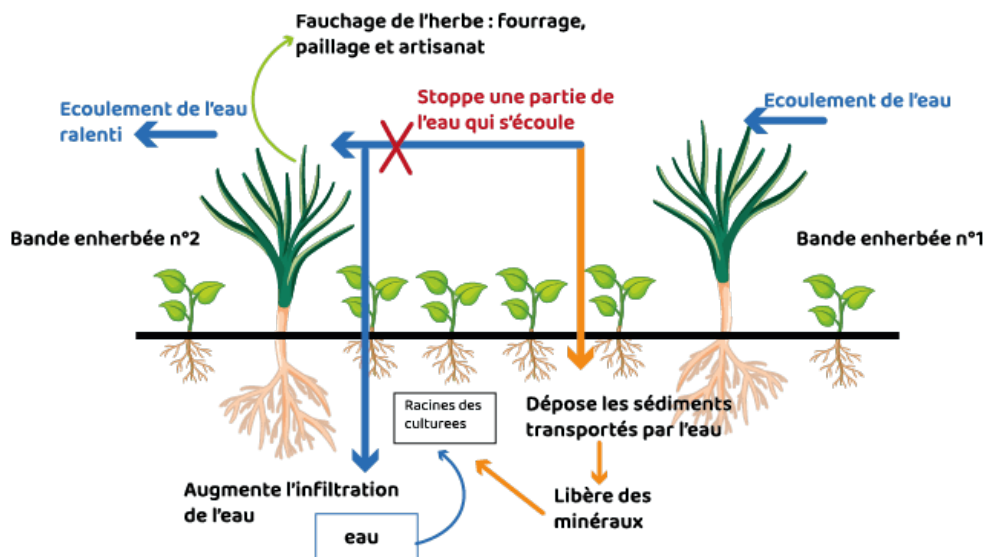 Fauchage de l'herbe : fourrage,
paillage et artisanat
Ecoulement de l'eau
ralenti
Stoppe une partie de
l'eau qui s'écoule
Ecoulement de l'eau
Bande enherbée n°2
Bande enherbée n°1
Racines des
culturees
Dépose les sédiments
transportés par l'eau
Augmente l'infiltration
de l'eau
Libère des
minéraux
eau